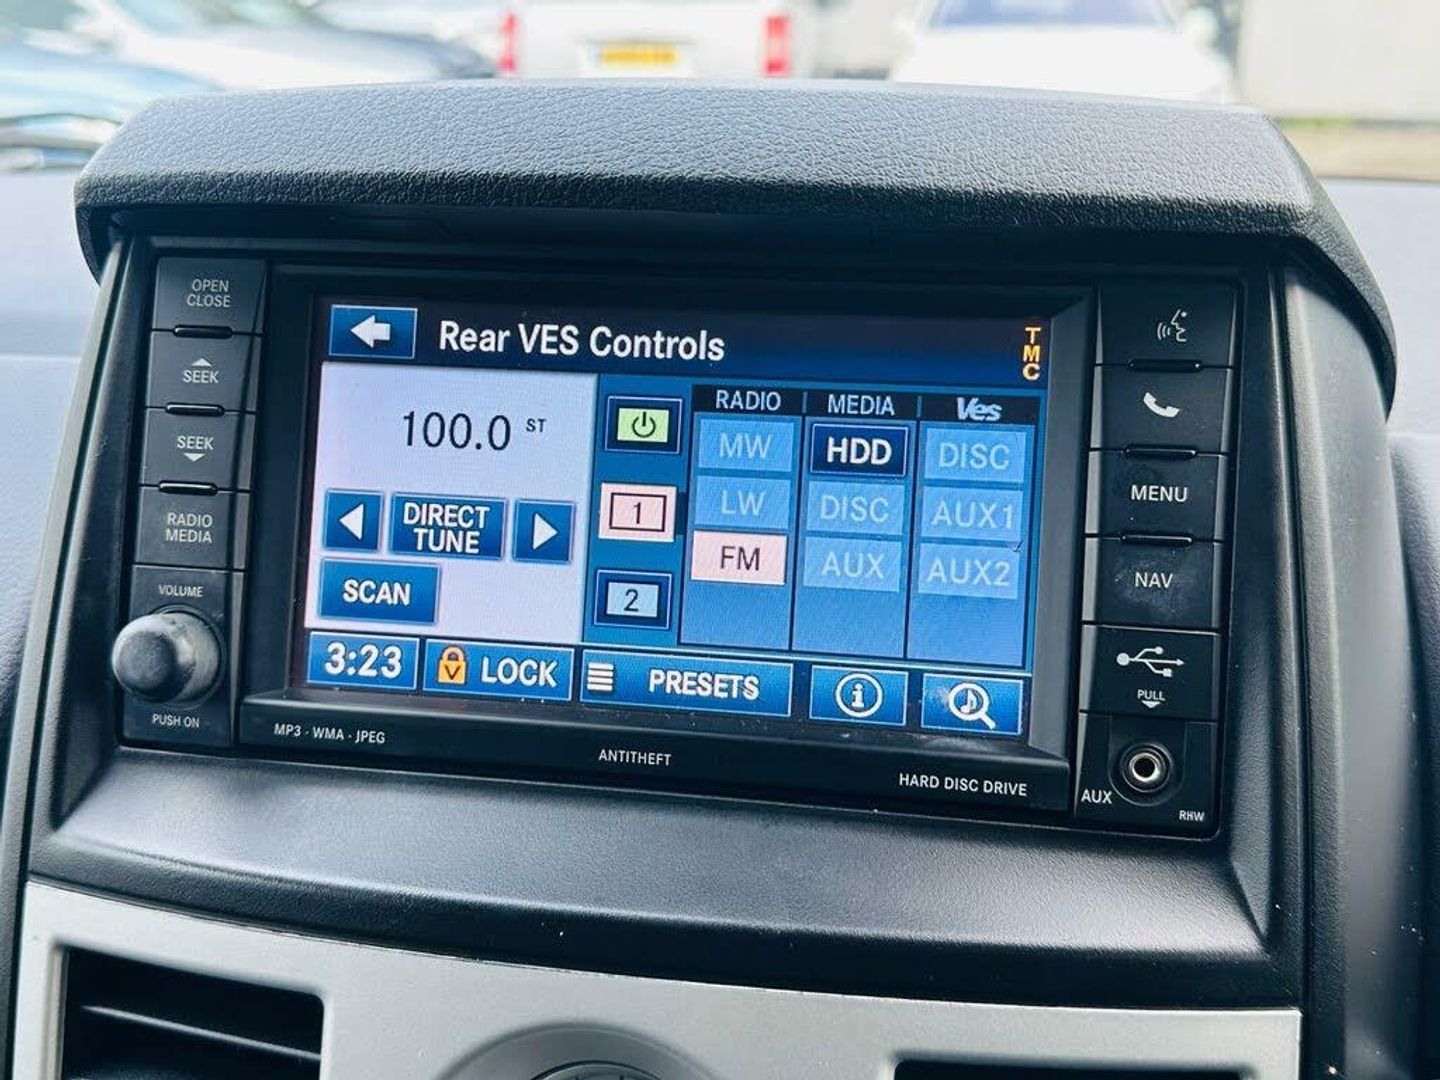 OPEN
CLOSE
SEEK
SEEK
RADIO
MEDIA
VOLUME
PUSH ON
Rear VES Controls
TMC
100.0 ST
DIRECT
TUNE
SCAN
1
2
RADIO
MW
LW
FM
MEDIA
HDD
DISC
AUX
Ves
DISC
AUX1
AUX2
3:23
LOCK
PRESETS
i
MP3 · WMA · JPEG
ANTITHEFT
HARD DISC DRIVE
MENU
NAV
PULL
AUX
RHW